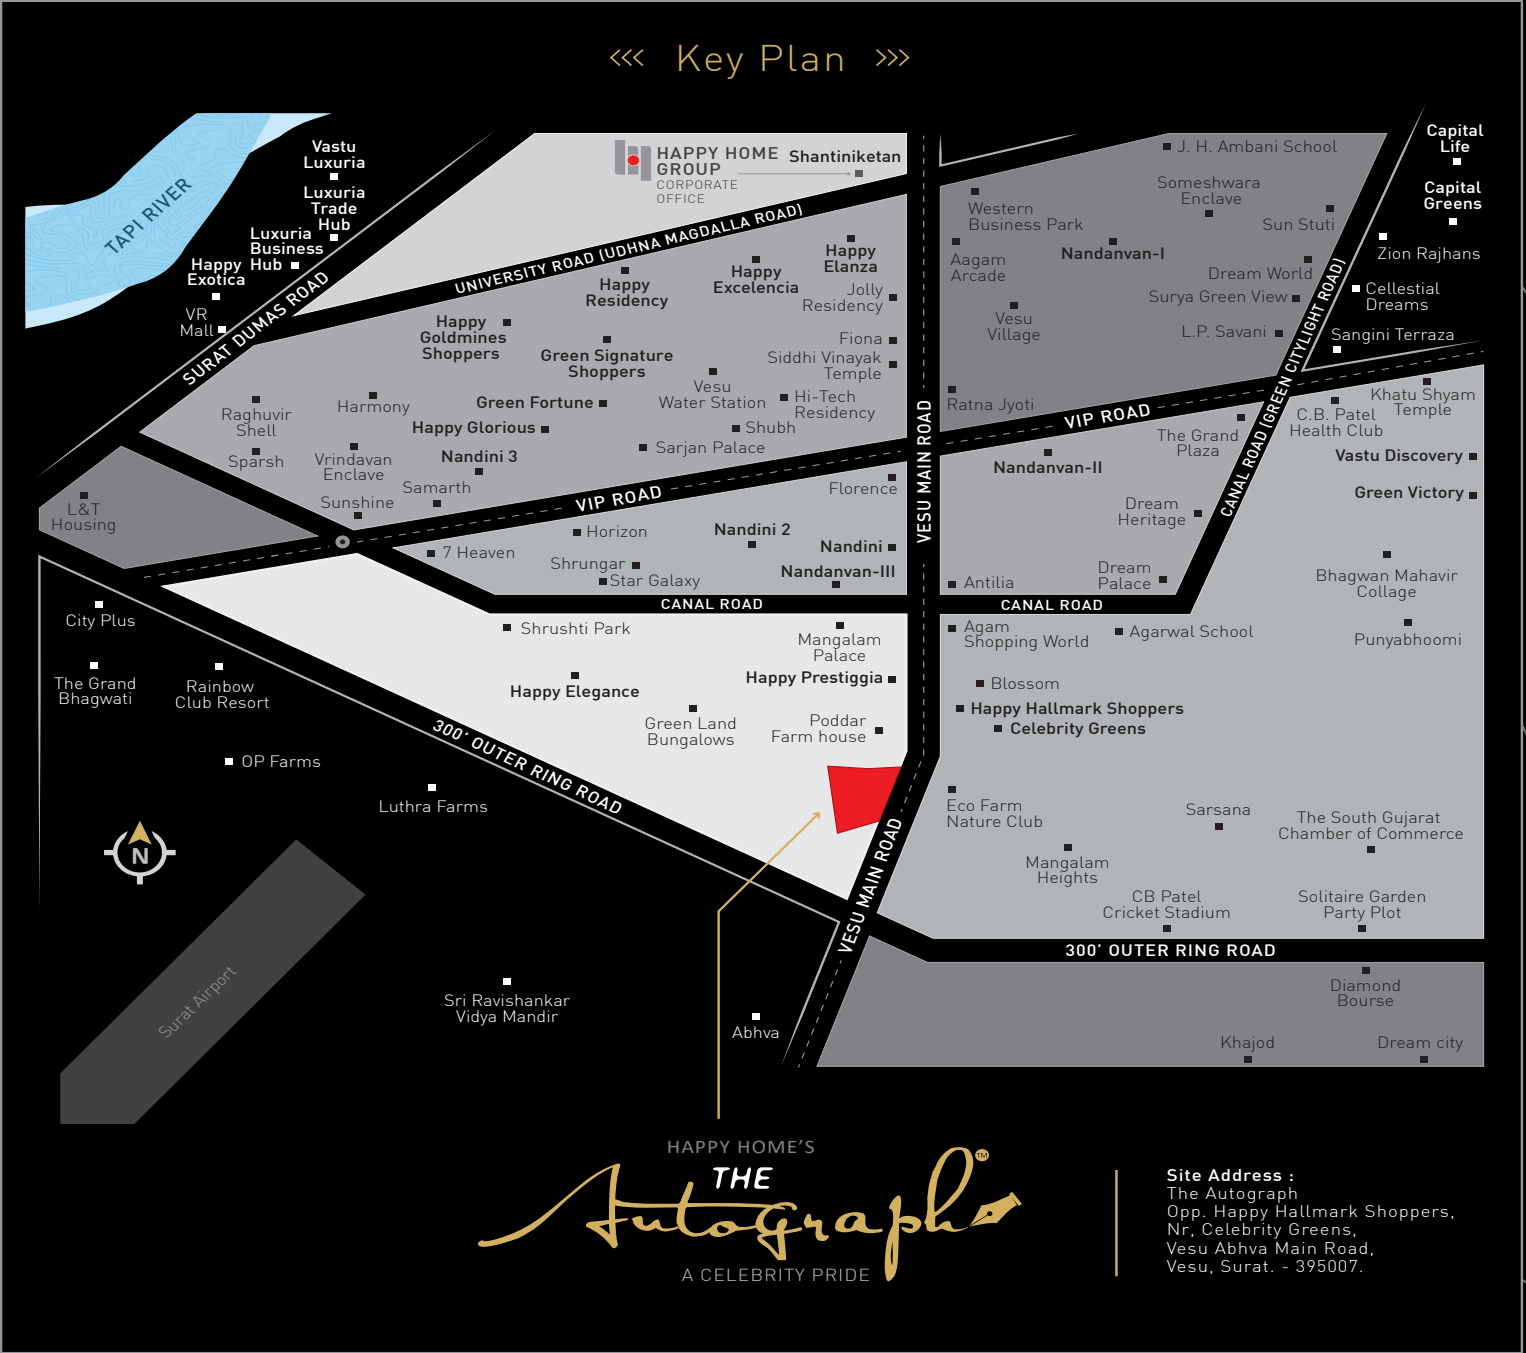 Key Plan
TAPI RIVER
Vastu
Luxuria
Luxuria
Trade
Hub
Luxuria
Business
Hub
Happy
Exotica
VR
Mall
SURAT DUMAS ROAD
HAPPY HOME
GROUP
CORPORATE
OFFICE
Shantiniketan
UNIVERSITY ROAD (UDHNA MAGDALLA ROAD)
Happy
Elanza
Happy
Excelencia
Happy
Residency
Jolly
Residency
Happy
Goldmines
Shoppers
Green Signature
Shoppers
Fiona
Siddhi Vinayak
Temple
Vesu
Water Station
Hi-Tech
Residency
Green Fortune
Harmony
Raghuvir
Shell
Happy Glorious
Shubh
Sarjan Palace
Sparsh
Vrindavan
Enclave
Nandini 3
Samarth
Sunshine
L&T
Housing
VIP ROAD
Florence
Horizon
Nandini 2
Nandini
7 Heaven
Shrungar
Star Galaxy
Nandanvan-III
CANAL ROAD
VESU MAIN ROAD
J. H. Ambani School
Someshwara
Enclave
Western
Business Park
Sun Stuti
Nandanvan-I
Aagam
Arcade
Dream World
Surya Green View
Vesu
Village
L.P. Savani
Ratna Jyoti
VIP ROAD
CANAL ROAD (GREEN CITYLIGHT ROAD)
Capital
Life
Capital
Greens
Zion Rajhans
Cellestial
Dreams
Sangini Terraza
Khatu Shyam
Temple
C.B. Patel
Health Club
The Grand
Plaza
Nandanvan-II
Vastu Discovery
Green Victory
Dream
Heritage
Dream
Palace
Antilia
CANAL ROAD
Bhagwan Mahavir
Collage
Punyabhoomi
Agam
Shopping World
Agarwal School
Blossom
Happy Hallmark Shoppers
Celebrity Greens
Eco Farm
Nature Club
Sarsana
The South Gujarat
Chamber of Commerce
Mangalam
Heights
CB Patel
Cricket Stadium
Solitaire Garden
Party Plot
300' OUTER RING ROAD
Diamond
Bourse
Khajod
Dream city
Shrushti Park
Mangalam
Palace
Happy Prestiggia
Happy Elegance
Green Land
Bungalows
Poddar
Farm house
300' OUTER RING ROAD
VESU MAIN ROAD
City Plus
The Grand
Bhagwati
Rainbow
Club Resort
OP Farms
Luthra Farms
N
Surat Airport
Sri Ravishankar
Vidya Mandir
Abhva
HAPPY HOME'S
THE
Autograph
TM
A CELEBRITY PRIDE
Site Address :
The Autograph
Opp. Happy Hallmark Shoppers,
Nr, Celebrity Greens,
Vesu Abhva Main Road,
Vesu, Surat. - 395007.